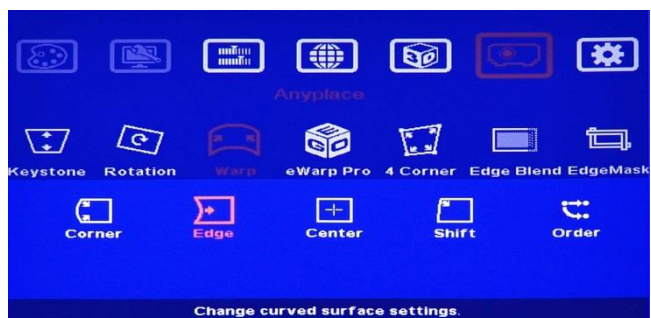 Anyplace
Keystone Rotation Warp eWarp Pro 4 Corner Edge Blend EdgeMask
Corner Edge Center Shift Order
Change curved surface settings.